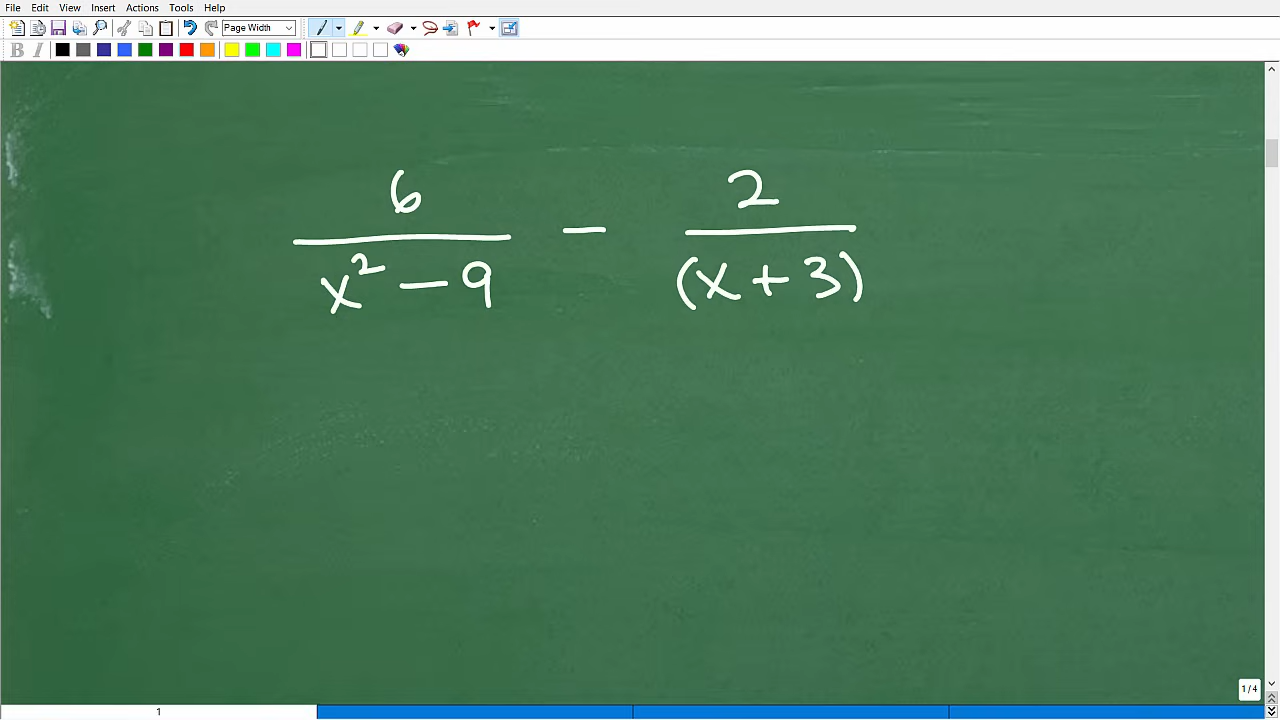 File Edit View Insert Actions Tools Help
Page Width
B I
6 2
x² – 9 – (x + 3)
1/4
1